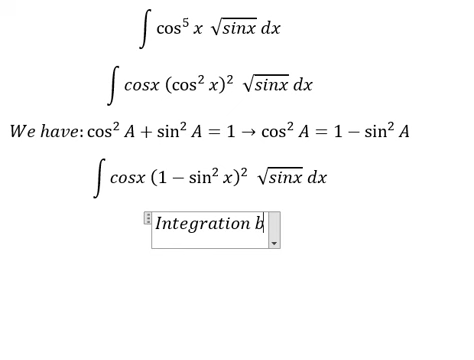 ∫ cos⁵ x √sinx dx
∫ cosx (cos² x)² √sinx dx
We have: cos² A + sin² A = 1 → cos² A = 1 − sin² A
∫ cosx (1 − sin² x)² √sinx dx
Integration b